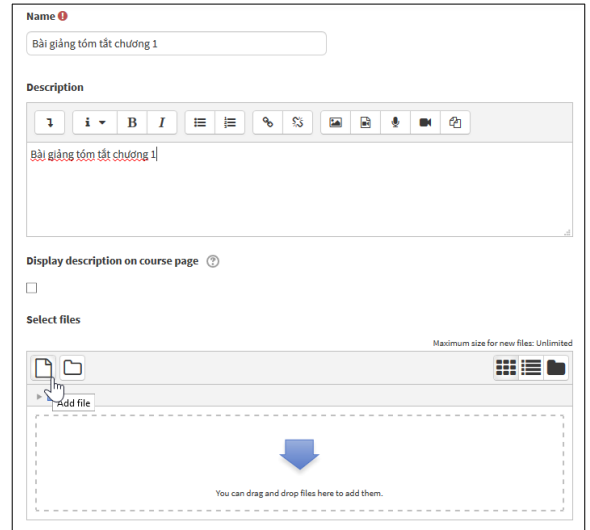 Name
Bài giảng tóm tắt chương 1
Description
i B I
Bài giảng tóm tắt chương 1
Display description on course page ?
Select files
Maximum size for new files: Unlimited
Add file
You can drag and drop files here to add them.